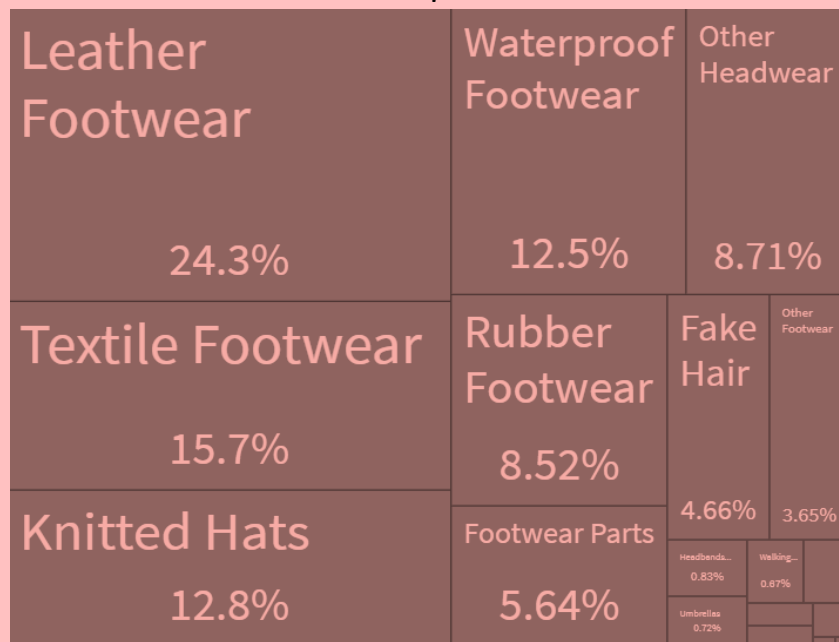 Leather
Footwear
24.3%
Textile Footwear
15.7%
Knitted Hats
12.8%
Waterproof
Footwear
12.5%
Other
Headwear
8.71%
Rubber
Footwear
8.52%
Footwear Parts
5.64%
Fake
Hair
4.66%
Other
Footwear
3.65%
Headbands...
0.83%
Walking...
0.67%
Umbrellas
0.72%